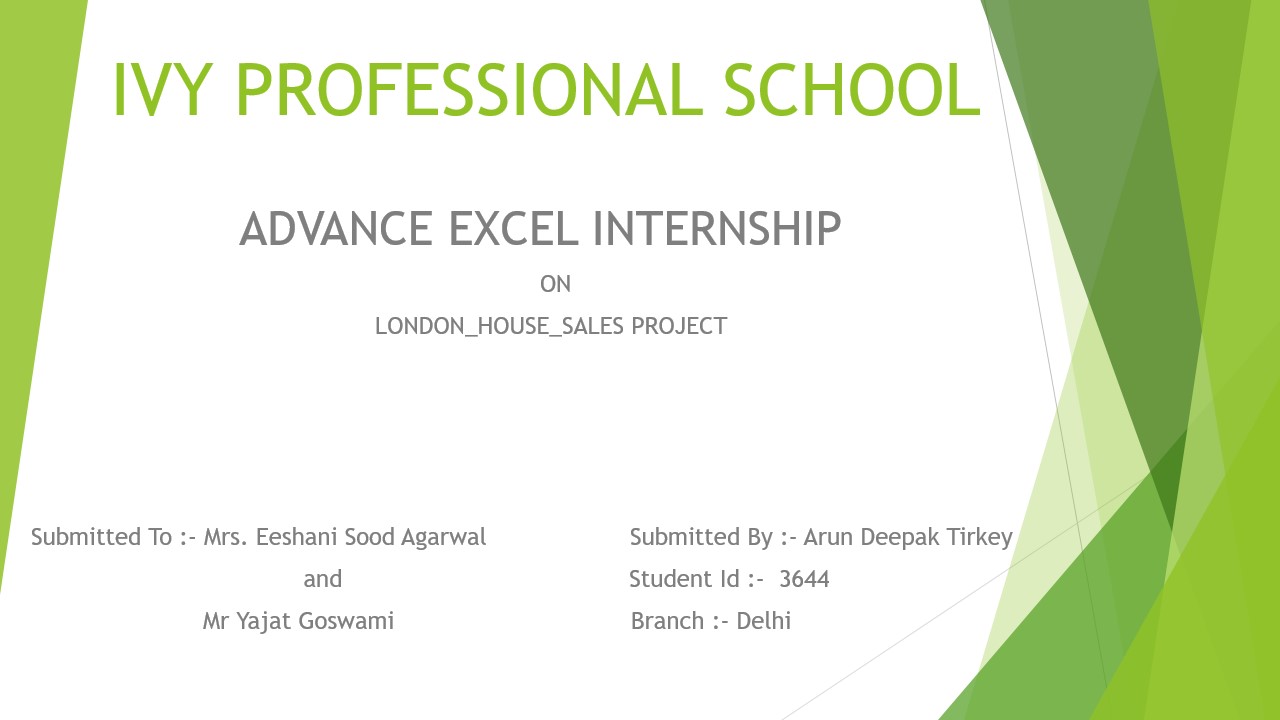 IVY PROFESSIONAL SCHOOL
ADVANCE EXCEL INTERNSHIP
ON
LONDON_HOUSE_SALES PROJECT
Submitted To :- Mrs. Eeshani Sood Agarwal
and
Mr Yajat Goswami
Submitted By :- Arun Deepak Tirkey
Student Id :- 3644
Branch :- Delhi